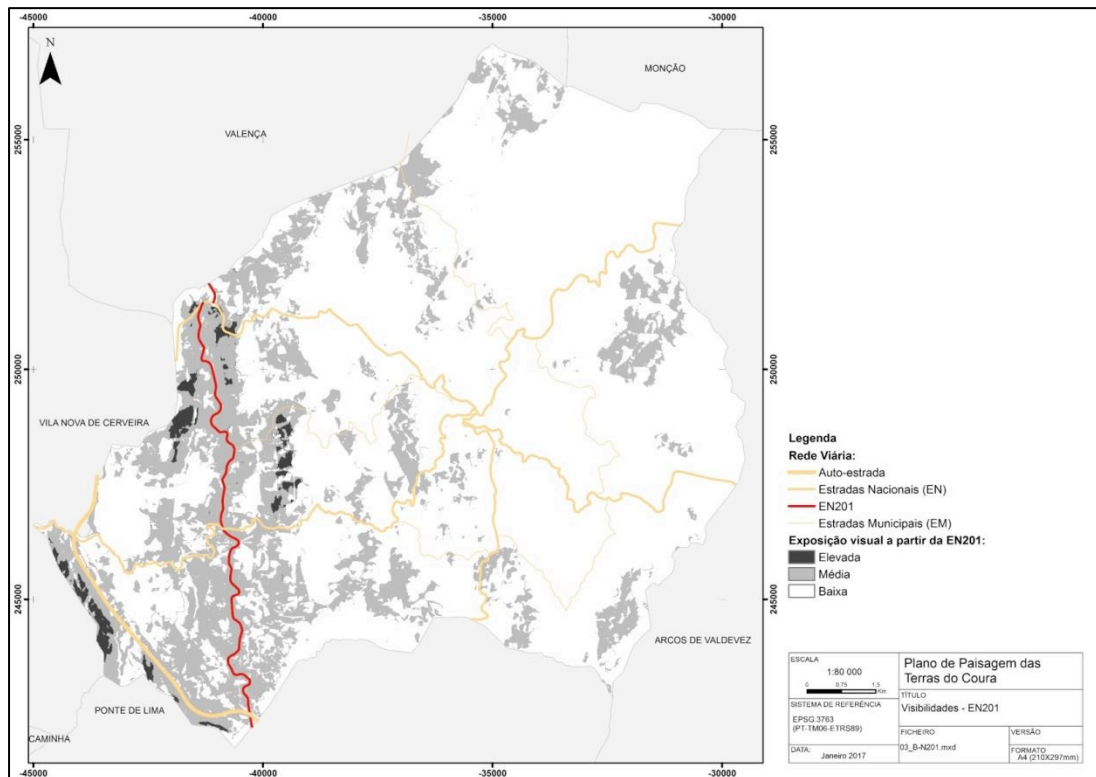 -45000
-40000
-35000
-30000
N
MONÇÃO
VALENÇA
255000
255000
250000
250000
VILA NOVA DE CERVEIRA
245000
245000
ARCOS DE VALDEVEZ
PONTE DE LIMA
CAMINHA
-45000
-40000
-35000
-30000
Legenda
Rede Viária:
Auto-estrada
Estradas Nacionais (EN)
EN201
Estradas Municipais (EM)
Exposição visual a partir da EN201:
Elevada
Média
Baixa
ESCALA
1:80 000
0 0,75 1,5
Km
SISTEMA DE REFERÊNCIA
EPSG:3763
(PT-TM06-ETRS89)
DATA:
Janeiro 2017
Plano de Paisagem das
Terras do Coura
TÍTULO
Visibilidades - EN201
FICHEIRO
03_B-N201.mxd
VERSÃO
FORMATO
A4 (210X297mm)